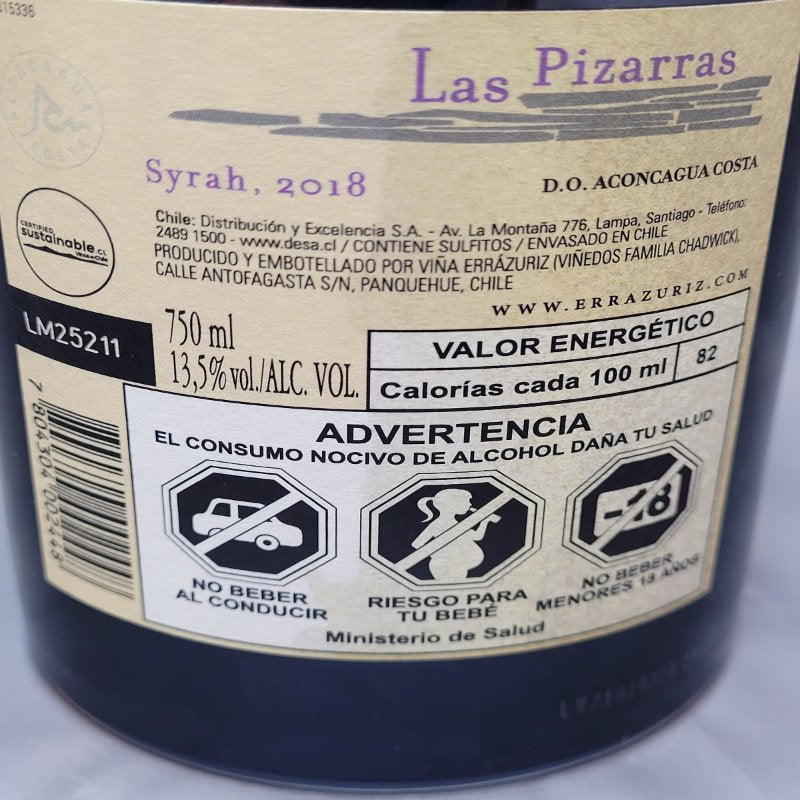 Las Pizarras
Syrah, 2018
D.O. ACONCAGUA COSTA
CERTIFIED
sustainable.CL
Chile: Distribución y Excelencia S.A. - Av. La Montaña 776, Lampa, Santiago - Teléfono:
2489 1500 - www.desa.cl / CONTIENE SULFITOS / ENVASADO EN CHILE
PRODUCIDO Y EMBOTELLADO POR VIÑA ERRÁZURIZ (VIÑEDOS FAMILIA CHADWICK),
CALLE ANTOFAGASTA S/N, PANQUEHUE, CHILE
WWW.ERRAZURIZ.COM
LM25211
750 ml
13,5% vol./ALC. VOL.
VALOR ENERGÉTICO
Calorías cada 100 ml 82
7 804304 002448
ADVERTENCIA
EL CONSUMO NOCIVO DE ALCOHOL DAÑA TU SALUD
-18
NO BEBER
AL CONDUCIR
RIESGO PARA
TU BEBÉ
NO BEBER
MENORES 18 AÑOS
Ministerio de Salud